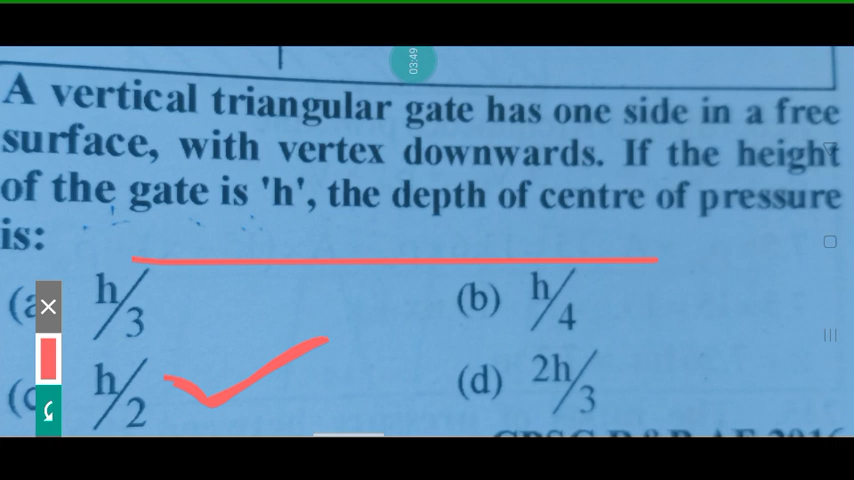 03:49
A vertical triangular gate has one side in a free
surface, with vertex downwards. If the height
of the gate is 'h', the depth of centre of pressure
is:
(a h/3 (b) h/4
(c h/2 (d) 2h/3